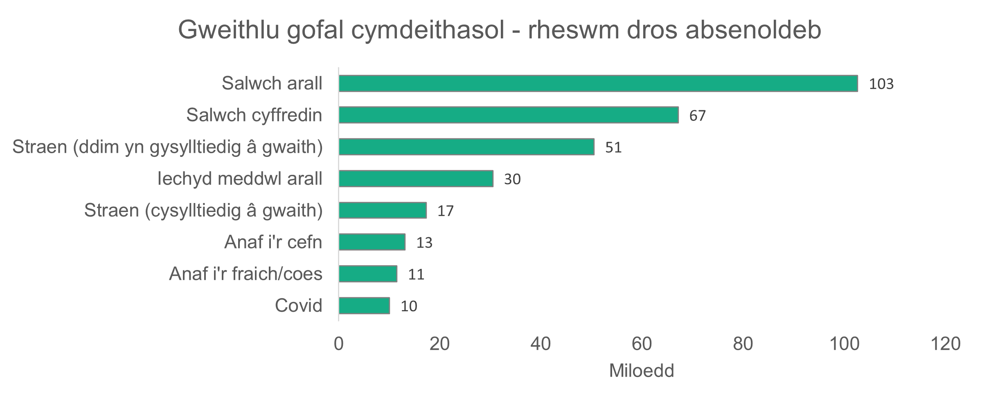 Gweithlu gofal cymdeithasol - rheswm dros absenoldeb
Salwch arall 103
Salwch cyffredin 67
Straen (ddim yn gysylltiedig â gwaith) 51
Iechyd meddwl arall 30
Straen (cysylltiedig â gwaith) 17
Anaf i'r cefn 13
Anaf i'r fraich/coes 11
Covid 10
0 20 40 60 80 100 120
Miloedd